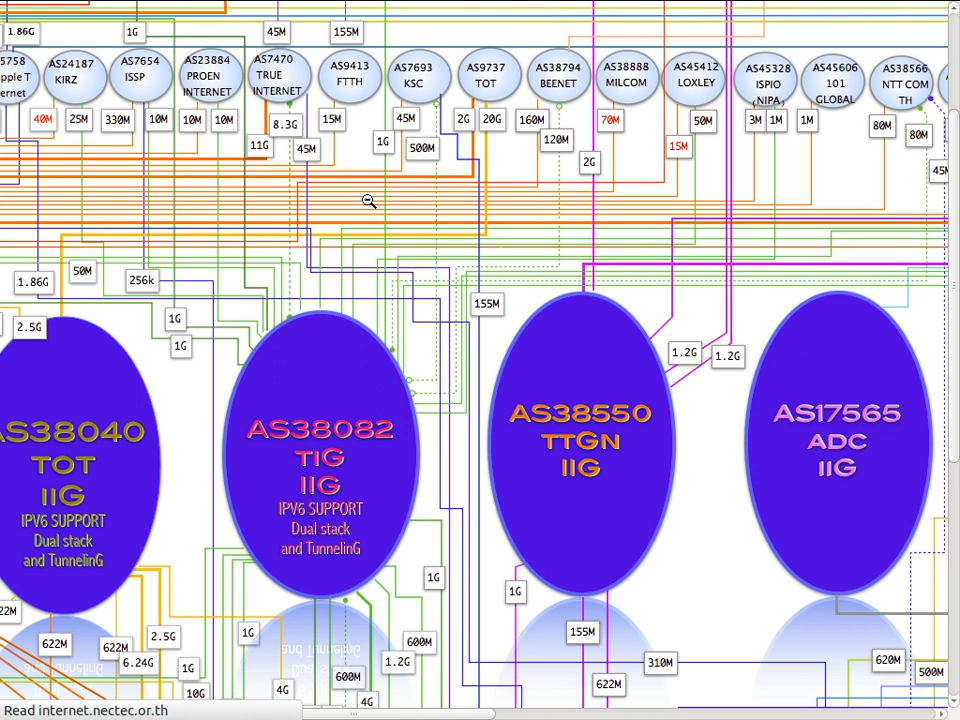 1.86G
1G
45M
155M
5758
pple T
ernet
AS24187
KIRZ
AS7654
ISSP
AS23884
PROEN
INTERNET
AS7470
TRUE
INTERNET
AS9413
FTTH
AS7693
KSC
AS9737
TOT
AS38794
BEENET
AS38888
MILCOM
AS45412
LOXLEY
AS45328
ISPIO
(NIPA)
AS45606
101
GLOBAL
AS38566
NTT COM
TH
40M
25M
330M
10M
10M
10M
8.3G
15M
45M
2G
20G
160M
70M
50M
3M
1M
1M
80M
80M
11G
45M
1G
500M
120M
2G
15M
45M
1.86G
50M
256k
155M
2.5G
1G
1G
1.2G
1.2G
AS38040
TOT
IIG
IPV6 SUPPORT
Dual stack
and TunnelinG
AS38082
TIG
IIG
IPV6 SUPPORT
Dual stack
and TunnelinG
AS38550
TTGN
IIG
AS17565
ADC
IIG
1G
1G
22M
622M
622M
2.5G
6.24G
1G
10G
1G
4G
600M
4G
1.2G
600M
155M
622M
310M
620M
500M
Read internet.nectec.or.th